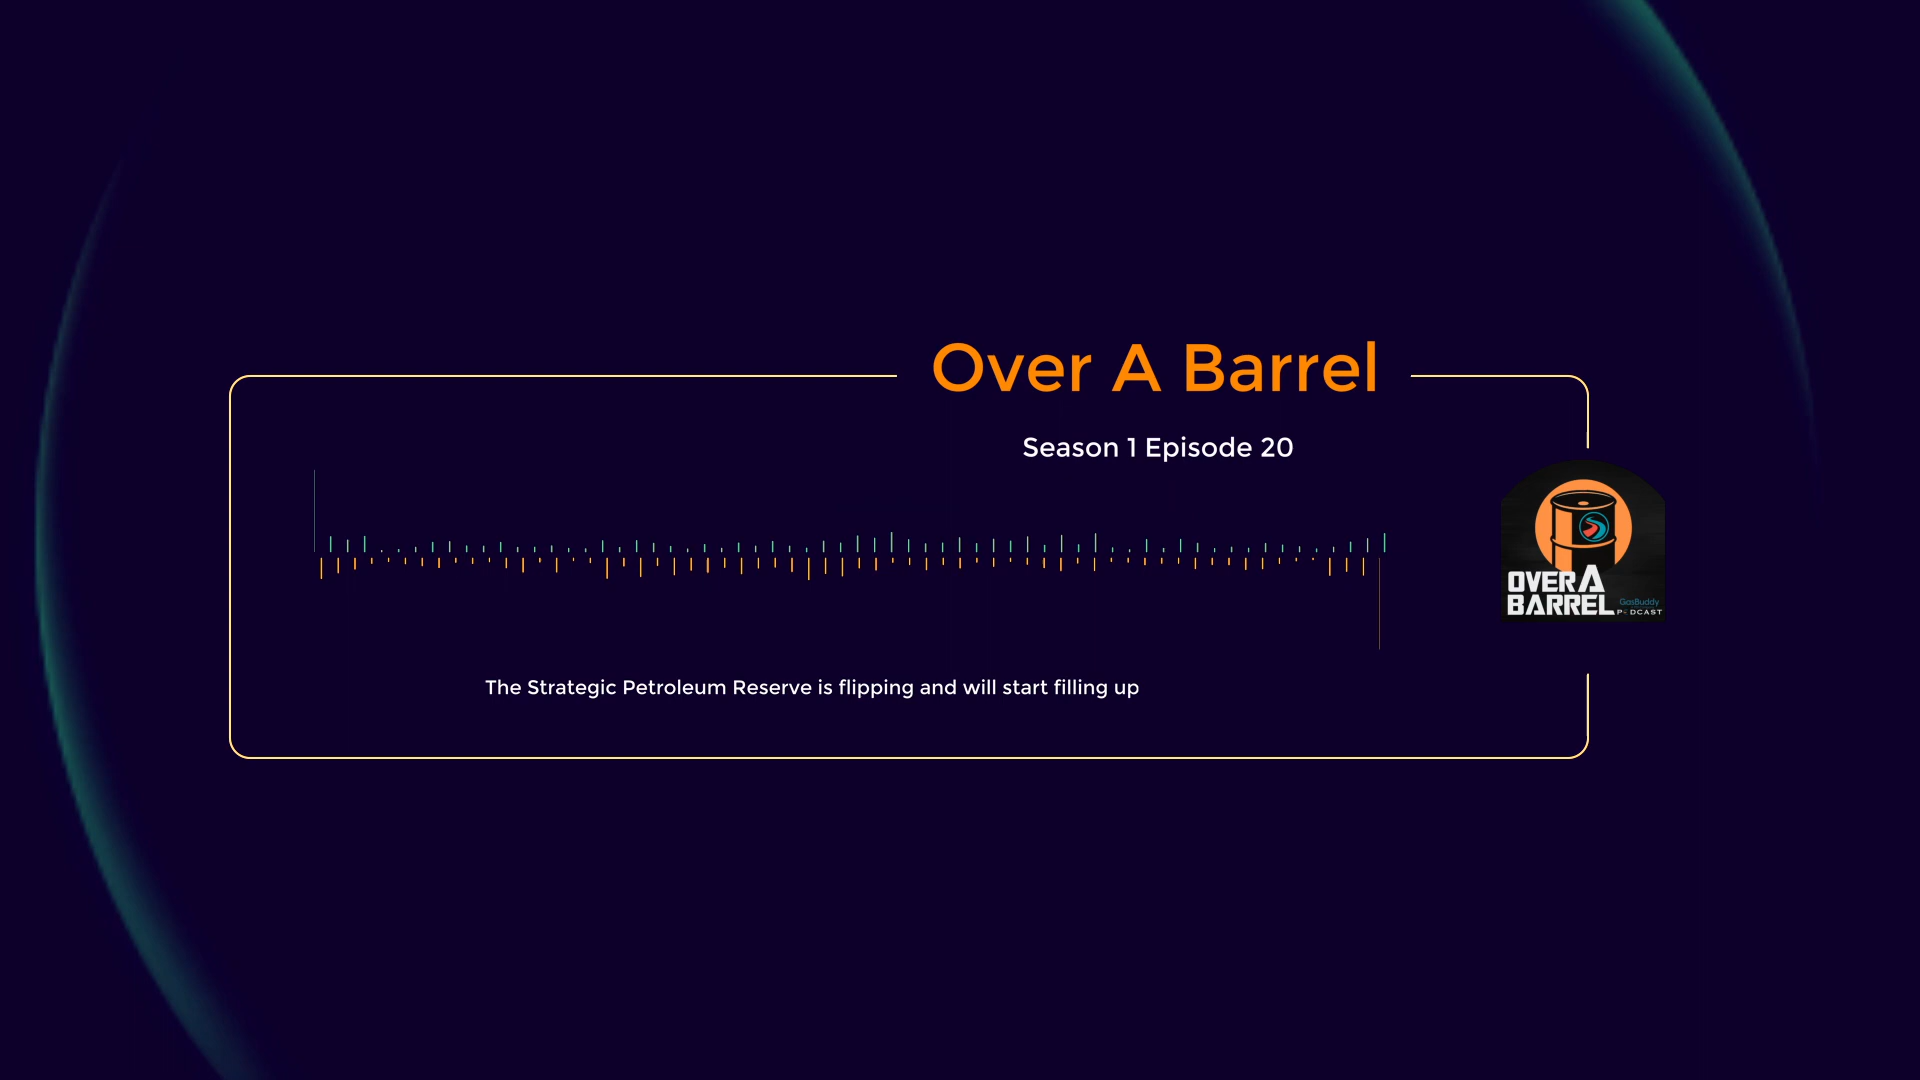 Over A Barrel
Season 1 Episode 20
OVER A
BARREL
GasBuddy
PODCAST
The Strategic Petroleum Reserve is flipping and will start filling up